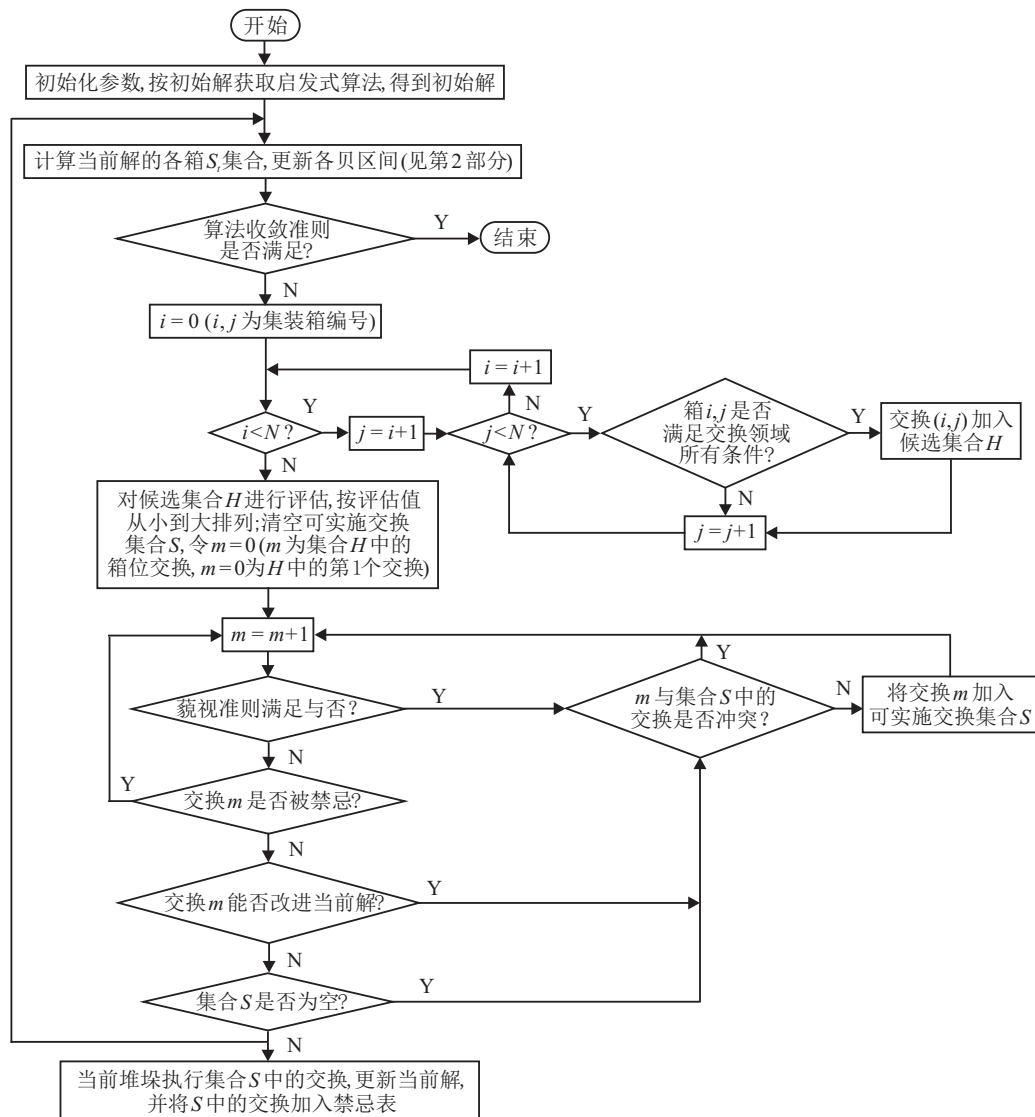 开始
初始化参数,按初始解获取启发式算法,得到初始解
计算当前解的各箱Sᵢ集合,更新各贝区间(见第2部分)
算法收敛准则
是否满足?
Y
结束
N
i = 0 (i, j 为集装箱编号)
i = i+1
i<N?
Y
j = i+1
j<N?
N
Y
箱i,j是否
满足交换领域
所有条件?
Y
交换(i,j)加入
候选集合H
N
N
j = j+1
对候选集合H进行评估,按评估值
从小到大排列;清空可实施交换
集合S,令m=0(m为集合H中的
箱位交换,m=0为H中的第1个交换)
m = m+1
Y
藐视准则满足与否?
Y
m与集合S中的
交换是否冲突?
N
将交换m加入
可实施交换集合S
N
Y
交换m是否被禁忌?
N
交换m能否改进当前解?
Y
N
集合S是否为空?
Y
N
当前堆垛执行集合S中的交换,更新当前解,
并将S中的交换加入禁忌表